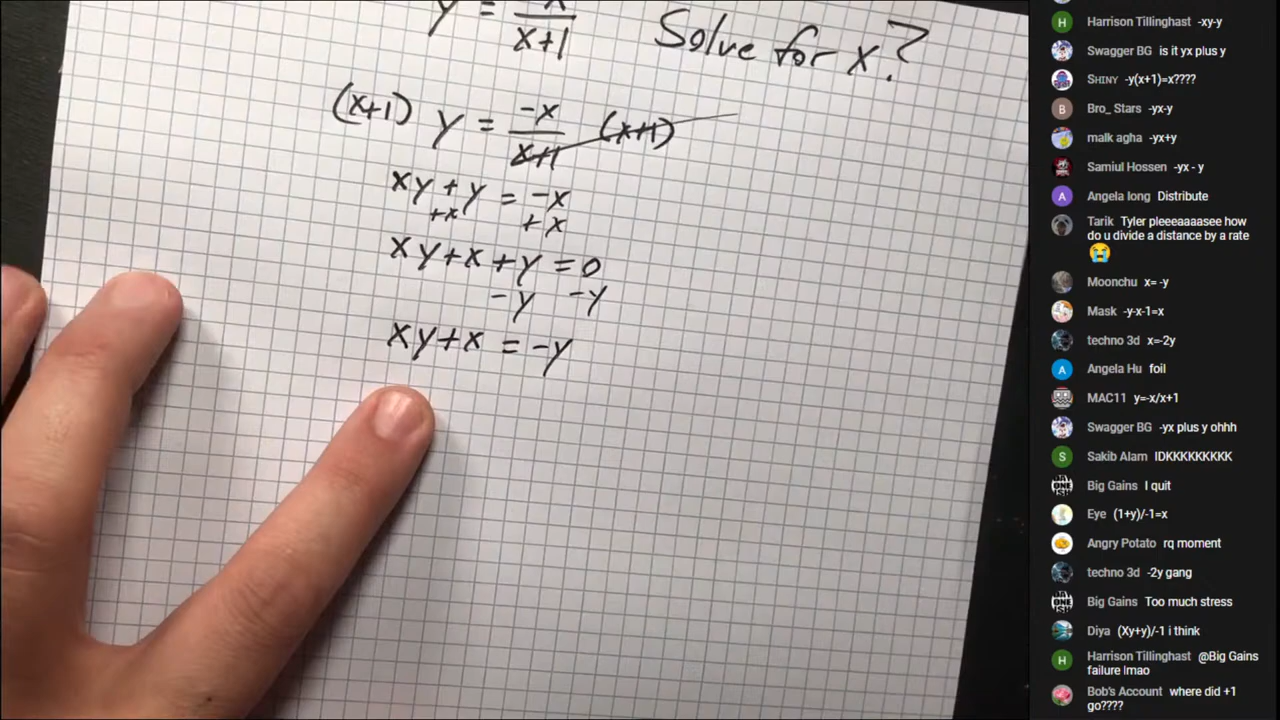 y = -x
x+1
Solve for x?
(x+1) y = -x (x+1)
x+1
xy + y = -x
+x +x
xy+x+y=0
-y -y
xy+x = -y
Harrison Tillinghast -xy-y
Swagger BG is it yx plus y
SHINY -y(x+1)=x????
Bro_ Stars -yx-y
malk agha -yx+y
Samiul Hossen -yx - y
Angela long Distribute
Tarik Tyler pleeeaaaasee how
do u divide a distance by a rate
😭
Moonchu x= -y
Mask -y-x-1=x
techno 3d x=-2y
Angela Hu foil
MAC11 y=-x/x+1
Swagger BG -yx plus y ohhh
Sakib Alam IDKKKKKKKKK
Big Gains I quit
Eye (1+y)/-1=x
Angry Potato rq moment
techno 3d -2y gang
Big Gains Too much stress
Diya (Xy+y)/-1 i think
Harrison Tillinghast @Big Gains
failure lmao
Bob's Account where did +1
go????